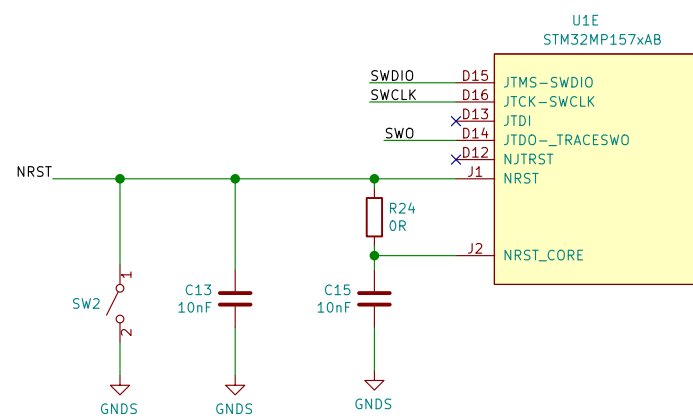 U1E
STM32MP157xAB
SWDIO
D15
JTMS-SWDIO
SWCLK
D16
JTCK-SWCLK
D13
JTDI
SWO
D14
JTDO-_TRACESWO
D12
NJTRST
NRST
J1
NRST
R24
0R
J2
NRST_CORE
1
SW2
2
C13
10nF
C15
10nF
GNDS
GNDS
GNDS